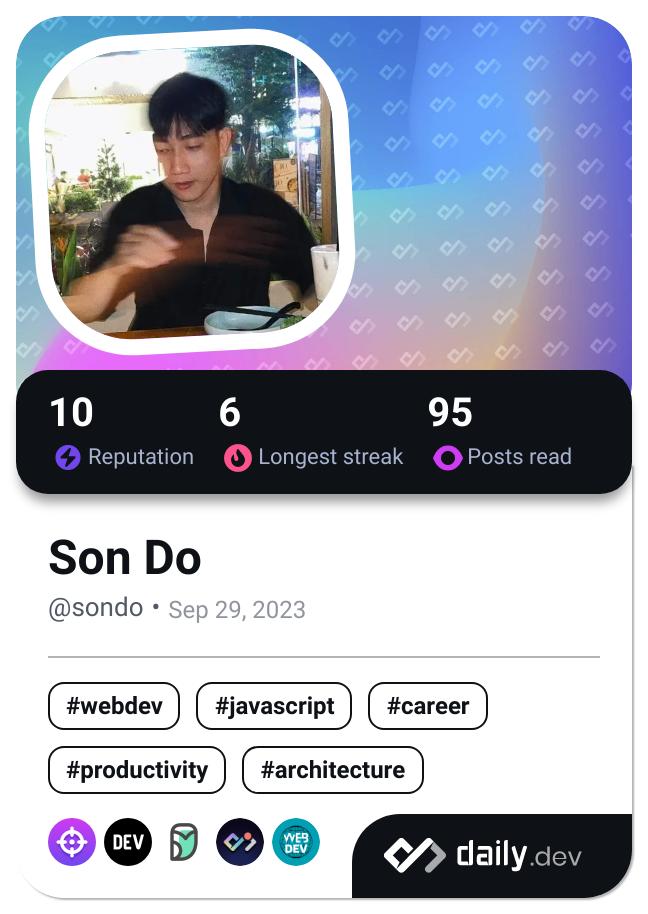 10 6 95
Reputation Longest streak Posts read
Son Do
@sondo • Sep 29, 2023
#webdev #javascript #career
#productivity #architecture
DEV WEB DEV daily.dev